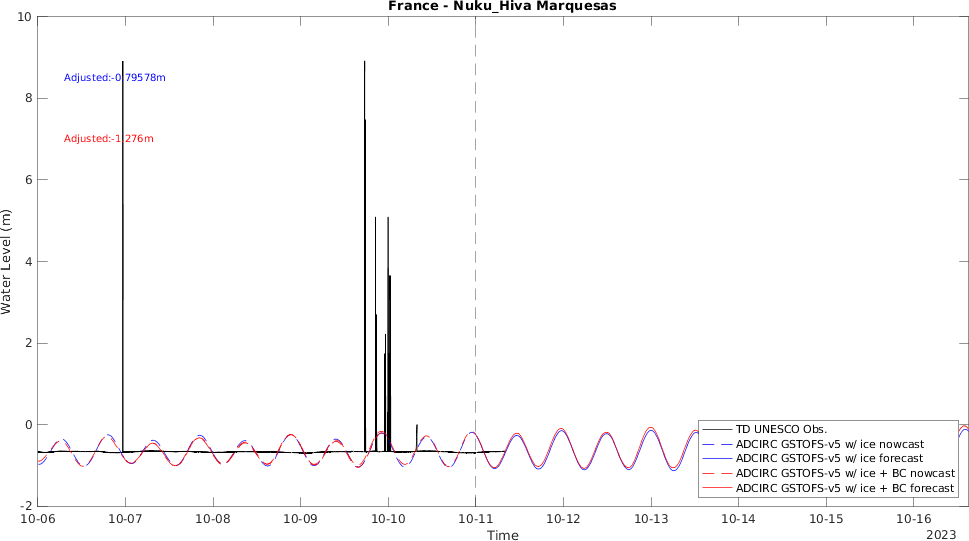 France - Nuku_Hiva Marquesas
10
8
6
4
2
0
-2
Water Level (m)
Adjusted:-0.79578m
Adjusted:-1.276m
TD UNESCO Obs.
ADCIRC GSTOFS-v5 w/ ice nowcast
ADCIRC GSTOFS-v5 w/ ice forecast
ADCIRC GSTOFS-v5 w/ ice + BC nowcast
ADCIRC GSTOFS-v5 w/ ice + BC forecast
10-06 10-07 10-08 10-09 10-10 10-11 10-12 10-13 10-14 10-15 10-16
Time
2023